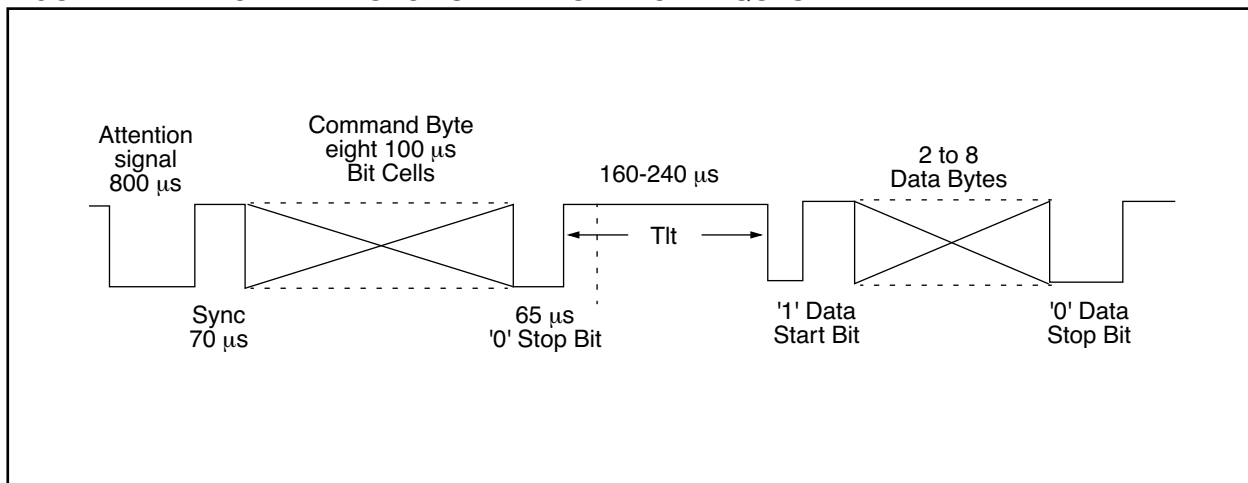 Attention
signal
800 μs
Command Byte
eight 100 μs
Bit Cells
160-240 μs
2 to 8
Data Bytes
Tlt
Sync
70 μs
65 μs
'0' Stop Bit
'1' Data
Start Bit
'0' Data
Stop Bit